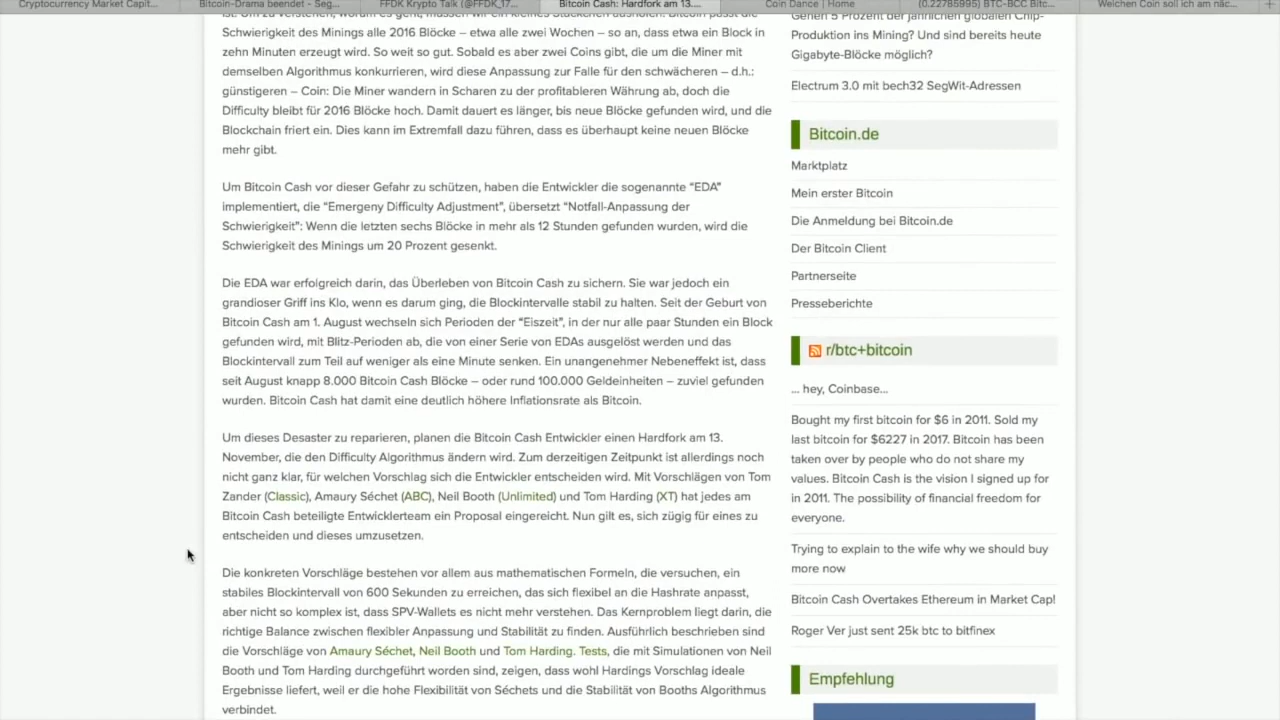 Cryptocurrency Market Capit...
Bitcoin-Drama beendet - Seg...
FFDK Krypto Talk (@FFDK_17...
Bitcoin Cash: Hardfork am 13....
Coin Dance | Home
(0.22785995) BTC-BCC Bitc...
Welchen Coin soll ich am näc...
Schwierigkeit des Minings alle 2016 Blöcke – etwa alle zwei Wochen – so an, dass etwa ein Block in
zehn Minuten erzeugt wird. So weit so gut. Sobald es aber zwei Coins gibt, die um die Miner mit
demselben Algorithmus konkurrieren, wird diese Anpassung zur Falle für den schwächeren – d.h.:
günstigeren – Coin: Die Miner wandern in Scharen zu der profitableren Währung ab, doch die
Difficulty bleibt für 2016 Blöcke hoch. Damit dauert es länger, bis neue Blöcke gefunden wird, und die
Blockchain friert ein. Dies kann im Extremfall dazu führen, dass es überhaupt keine neuen Blöcke
mehr gibt.
Um Bitcoin Cash vor dieser Gefahr zu schützen, haben die Entwickler die sogenannte “EDA”
implementiert, die “Emergeny Difficulty Adjustment”, übersetzt “Notfall-Anpassung der
Schwierigkeit”: Wenn die letzten sechs Blöcke in mehr als 12 Stunden gefunden wurden, wird die
Schwierigkeit des Minings um 20 Prozent gesenkt.
Die EDA war erfolgreich darin, das Überleben von Bitcoin Cash zu sichern. Sie war jedoch ein
grandioser Griff ins Klo, wenn es darum ging, die Blockintervalle stabil zu halten. Seit der Geburt von
Bitcoin Cash am 1. August wechseln sich Perioden der “Eiszeit”, in der nur alle paar Stunden ein Block
gefunden wird, mit Blitz-Perioden ab, die von einer Serie von EDAs ausgelöst werden und das
Blockintervall zum Teil auf weniger als eine Minute senken. Ein unangenehmer Nebeneffekt ist, dass
seit August knapp 8.000 Bitcoin Cash Blöcke – oder rund 100.000 Geldeinheiten – zuviel gefunden
wurden. Bitcoin Cash hat damit eine deutlich höhere Inflationsrate als Bitcoin.
Um dieses Desaster zu reparieren, planen die Bitcoin Cash Entwickler einen Hardfork am 13.
November, die den Difficulty Algorithmus ändern wird. Zum derzeitigen Zeitpunkt ist allerdings noch
nicht ganz klar, für welchen Vorschlag sich die Entwickler entscheiden wird. Mit Vorschlägen von Tom
Zander (Classic), Amaury Séchet (ABC), Neil Booth (Unlimited) und Tom Harding (XT) hat jedes am
Bitcoin Cash beteiligte Entwicklerteam ein Proposal eingereicht. Nun gilt es, sich zügig für eines zu
entscheiden und dieses umzusetzen.
Die konkreten Vorschläge bestehen vor allem aus mathematischen Formeln, die versuchen, ein
stabiles Blockintervall von 600 Sekunden zu erreichen, das sich flexibel an die Hashrate anpasst,
aber nicht so komplex ist, dass SPV-Wallets es nicht mehr verstehen. Das Kernproblem liegt darin, die
richtige Balance zwischen flexibler Anpassung und Stabilität zu finden. Ausführlich beschrieben sind
die Vorschläge von Amaury Séchet, Neil Booth und Tom Harding. Tests, die mit Simulationen von Neil
Booth und Tom Harding durchgeführt worden sind, zeigen, dass wohl Hardings Vorschlag ideale
Ergebnisse liefert, weil er die hohe Flexibilität von Séchets und die Stabilität von Booths Algorithmus
verbindet.
Gehen 5 Prozent der jährlichen globalen Chip-
Produktion ins Mining? Und sind bereits heute
Gigabyte-Blöcke möglich?
Electrum 3.0 mit bech32 SegWit-Adressen
Bitcoin.de
Marktplatz
Mein erster Bitcoin
Die Anmeldung bei Bitcoin.de
Der Bitcoin Client
Partnerseite
Presseberichte
r/btc+bitcoin
... hey, Coinbase...
Bought my first bitcoin for $6 in 2011. Sold my
last bitcoin for $6227 in 2017. Bitcoin has been
taken over by people who do not share my
values. Bitcoin Cash is the vision I signed up for
in 2011. The possibility of financial freedom for
everyone.
Trying to explain to the wife why we should buy
more now
Bitcoin Cash Overtakes Ethereum in Market Cap!
Roger Ver just sent 25k btc to bitfinex
Empfehlung